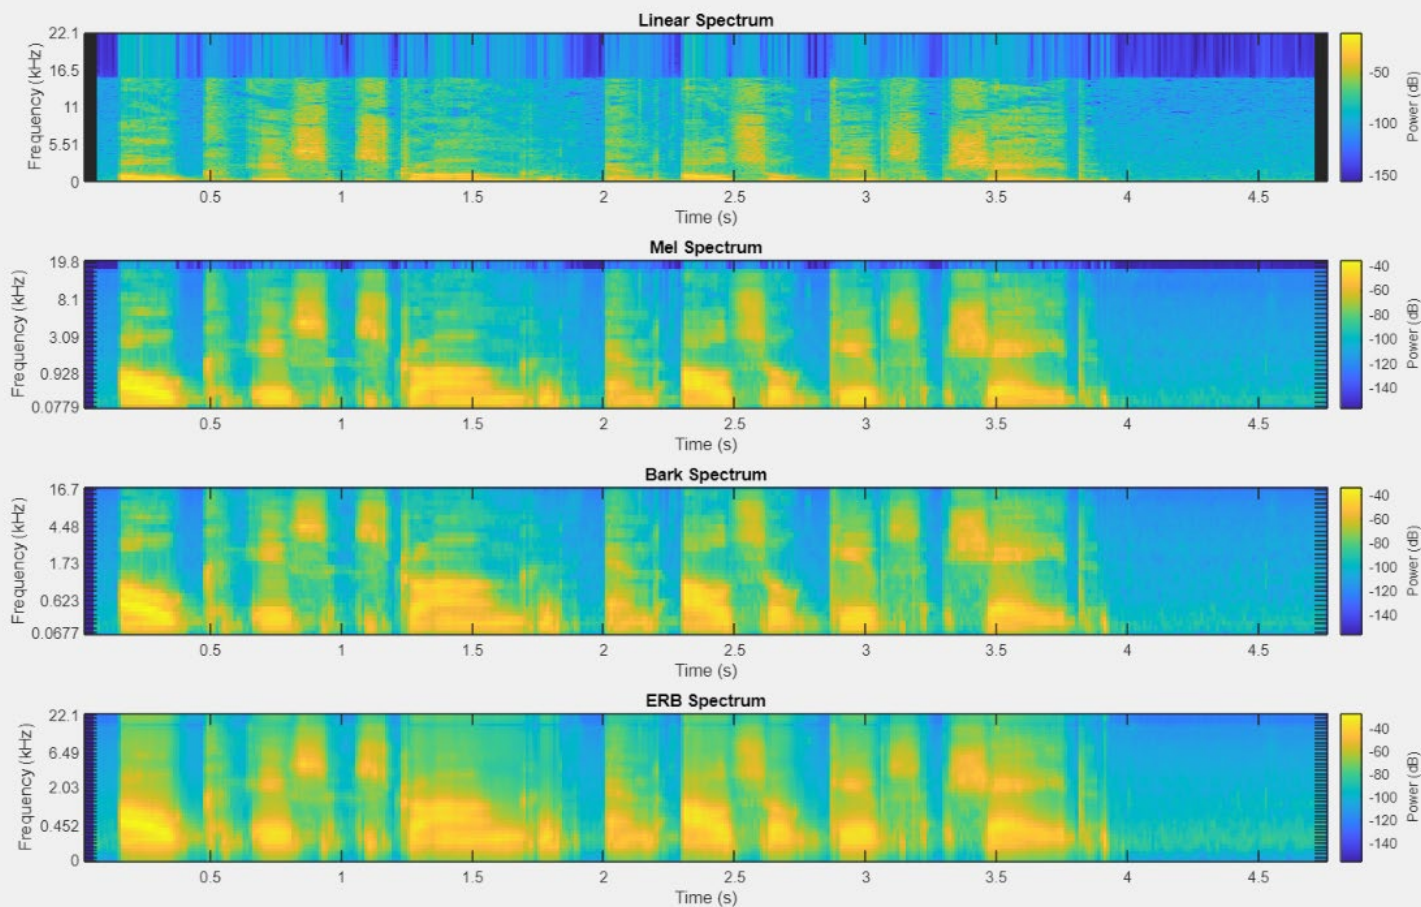 Linear Spectrum
22.1
16.5
11
5.51
0
Frequency (kHz)
0.5 1 1.5 2 2.5 3 3.5 4 4.5
Time (s)
-50
-100
-150
Power (dB)
Mel Spectrum
19.8
8.1
3.09
0.928
0.0779
Frequency (kHz)
0.5 1 1.5 2 2.5 3 3.5 4 4.5
Time (s)
-40
-60
-80
-100
-120
-140
Power (dB)
Bark Spectrum
16.7
4.48
1.73
0.623
0.0677
Frequency (kHz)
0.5 1 1.5 2 2.5 3 3.5 4 4.5
Time (s)
-40
-60
-80
-100
-120
-140
Power (dB)
ERB Spectrum
22.1
6.49
2.03
0.452
0
Frequency (kHz)
0.5 1 1.5 2 2.5 3 3.5 4 4.5
Time (s)
-40
-60
-80
-100
-120
-140
Power (dB)